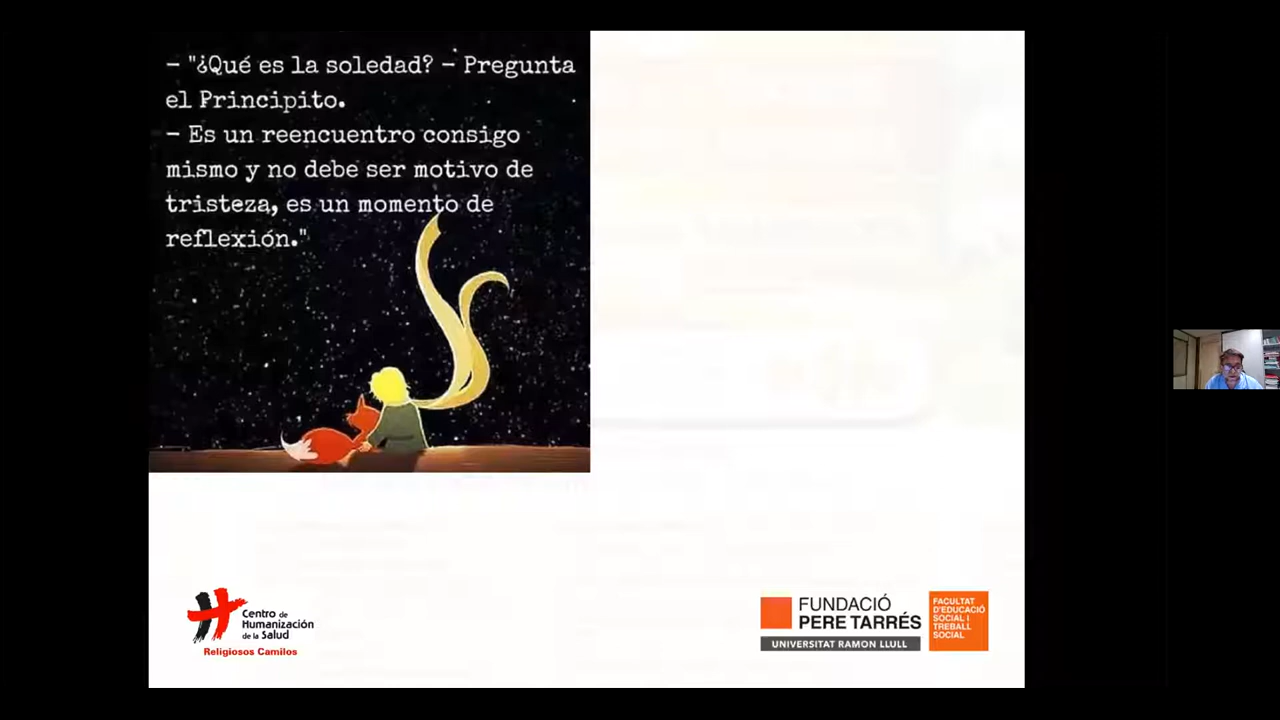 – "¿Qué es la soledad? – Pregunta
el Principito.
– Es un reencuentro consigo
mismo y no debe ser motivo de
tristeza, es un momento de
reflexión."
Centro de
Humanización
de la Salud
Religiosos Camilos
FUNDACIÓ
PERE TARRÉS
UNIVERSITAT RAMON LLULL
FACULTAT
D'EDUCACIÓ
SOCIAL I
TREBALL
SOCIAL